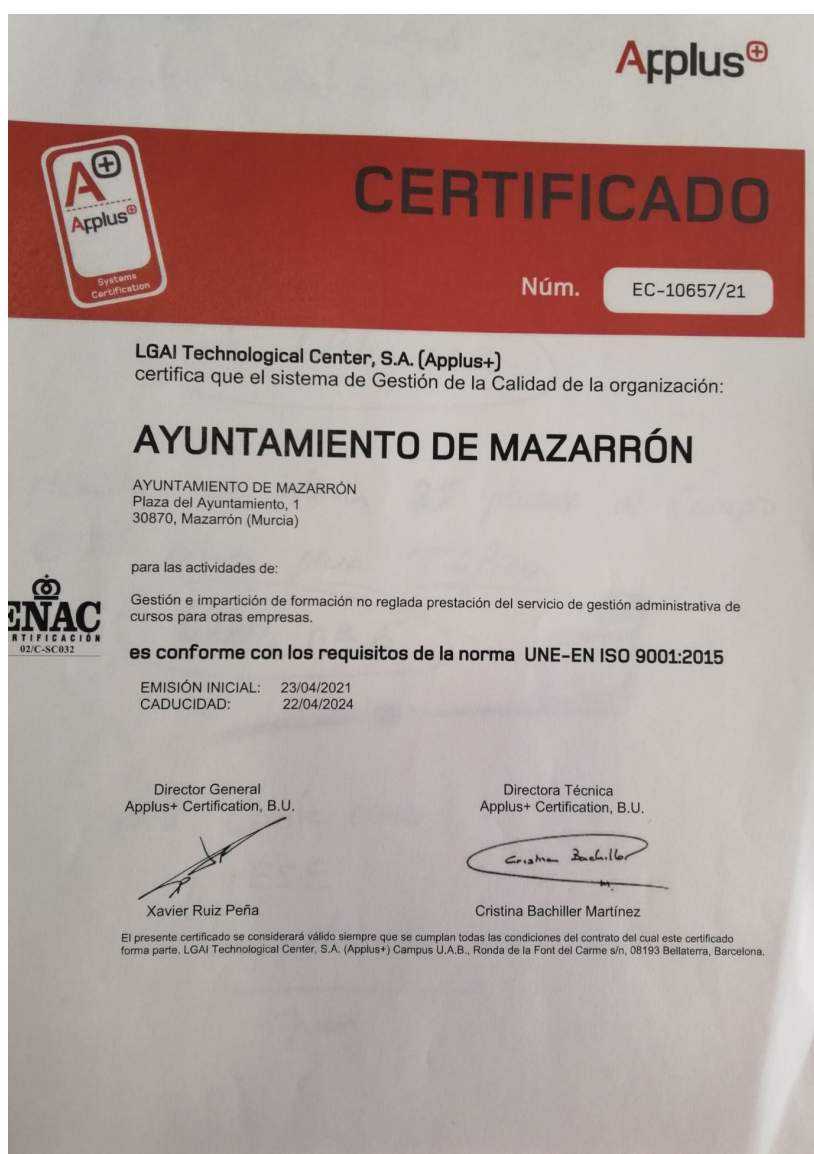 Applus+
CERTIFICADO
A+
Applus+
Systems
Certification
Núm.
EC-10657/21
LGAI Technological Center, S.A. (Applus+)
certifica que el sistema de Gestión de la Calidad de la organización:
AYUNTAMIENTO DE MAZARRÓN
AYUNTAMIENTO DE MAZARRÓN
Plaza del Ayuntamiento, 1
30870, Mazarrón (Murcia)
para las actividades de:
Gestión e impartición de formación no reglada prestación del servicio de gestión administrativa de
cursos para otras empresas.
ENAC
RTIFICACIÓN
02/C-SC032
es conforme con los requisitos de la norma UNE-EN ISO 9001:2015
EMISIÓN INICIAL: 23/04/2021
CADUCIDAD: 22/04/2024
Director General
Applus+ Certification, B.U.
Xavier Ruiz Peña
Directora Técnica
Applus+ Certification, B.U.
Cristina Bachiller
Cristina Bachiller Martínez
El presente certificado se considerará válido siempre que se cumplan todas las condiciones del contrato del cual este certificado
forma parte. LGAI Technological Center, S.A. (Applus+) Campus U.A.B., Ronda de la Font del Carme s/n, 08193 Bellaterra, Barcelona.